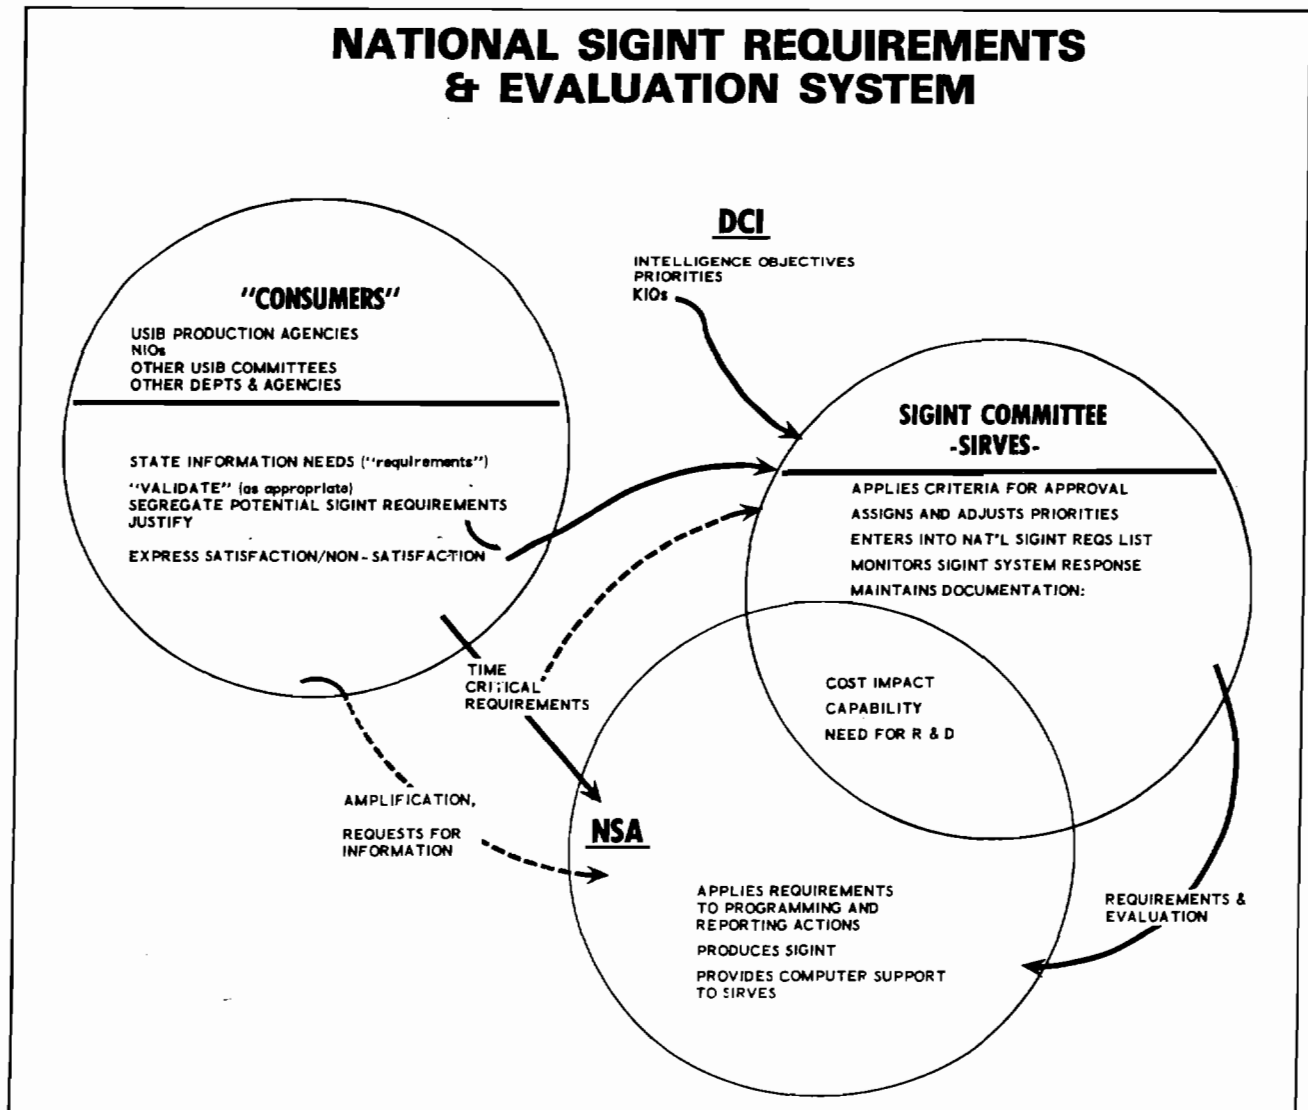 NATIONAL SIGINT REQUIREMENTS
& EVALUATION SYSTEM
DCI
INTELLIGENCE OBJECTIVES
PRIORITIES
KIQs
"CONSUMERS"
USIB PRODUCTION AGENCIES
NIOs
OTHER USIB COMMITTEES
OTHER DEPTS & AGENCIES
STATE INFORMATION NEEDS ("requirements")
"VALIDATE" (as appropriate)
SEGREGATE POTENTIAL SIGINT REQUIREMENTS
JUSTIFY
EXPRESS SATISFACTION/NON-SATISFACTION
SIGINT COMMITTEE
-SIRVES-
APPLIES CRITERIA FOR APPROVAL
ASSIGNS AND ADJUSTS PRIORITIES
ENTERS INTO NAT'L SIGINT REQS LIST
MONITORS SIGINT SYSTEM RESPONSE
MAINTAINS DOCUMENTATION:
TIME
CRITICAL
REQUIREMENTS
COST IMPACT
CAPABILITY
NEED FOR R & D
AMPLIFICATION,
REQUESTS FOR
INFORMATION
NSA
APPLIES REQUIREMENTS
TO PROGRAMMING AND
REPORTING ACTIONS
PRODUCES SIGINT
PROVIDES COMPUTER SUPPORT
TO SIRVES
REQUIREMENTS &
EVALUATION